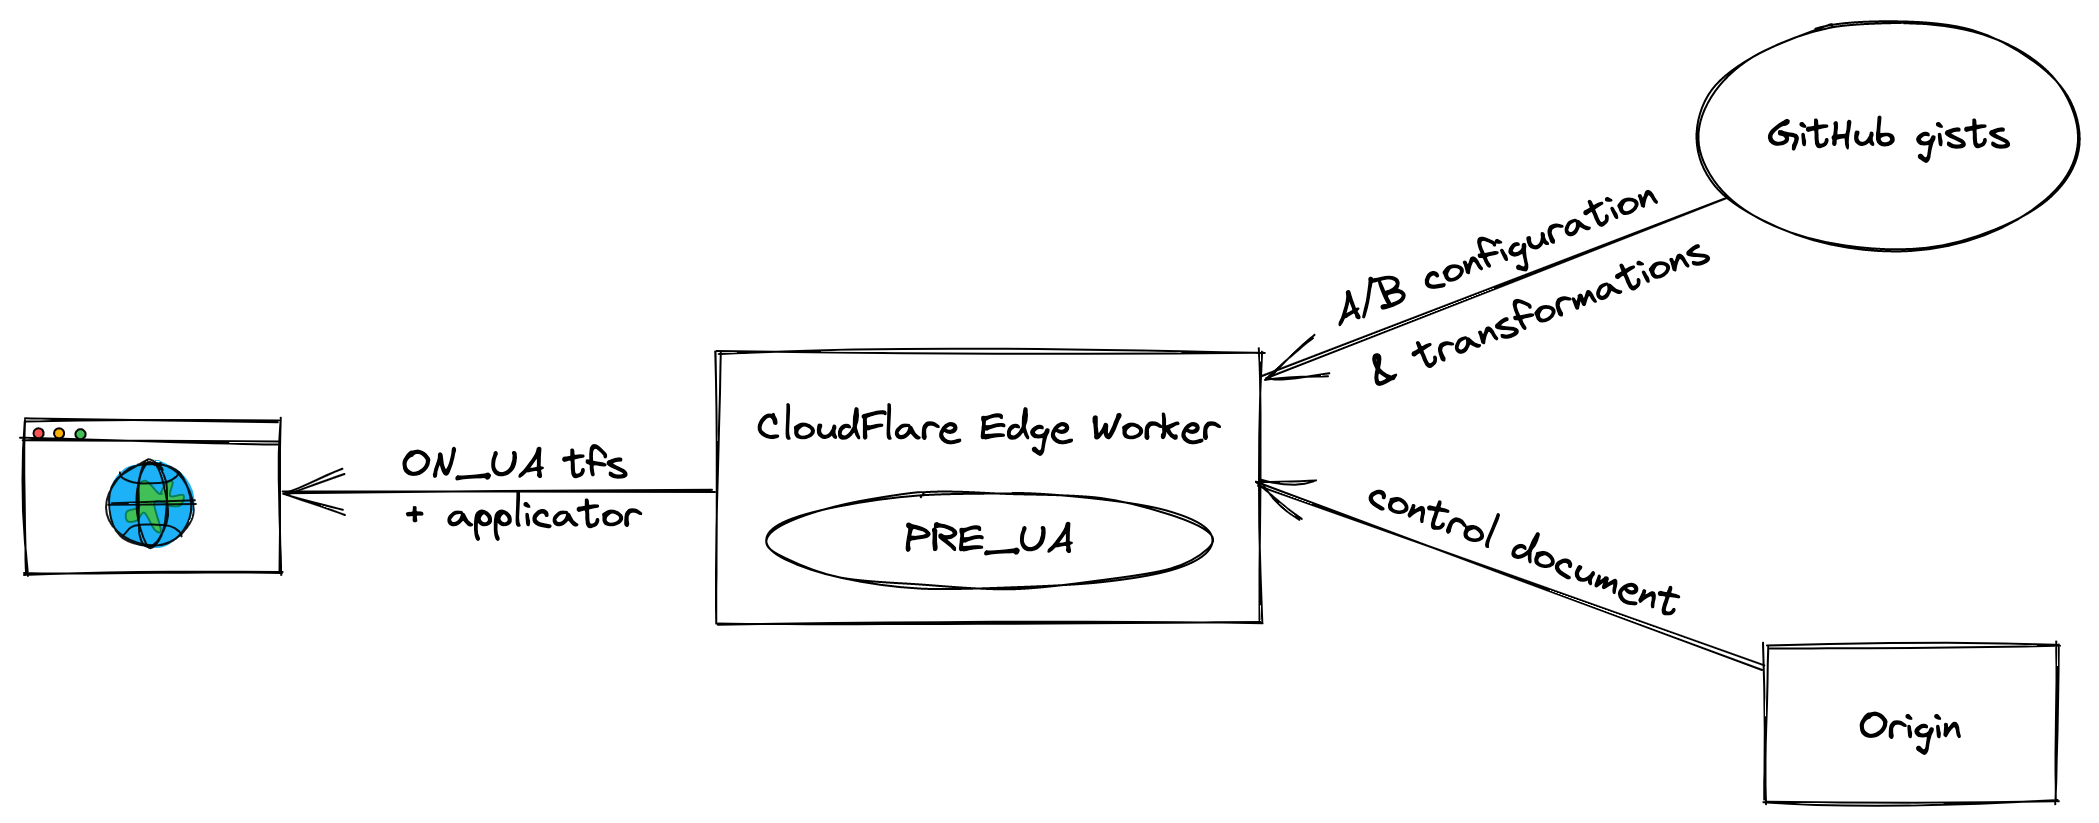 GitHub gists
A/B configuration
& transformations
CloudFlare Edge Worker
ON_UA tfs
+ applicator
PRE_UA
control document
Origin